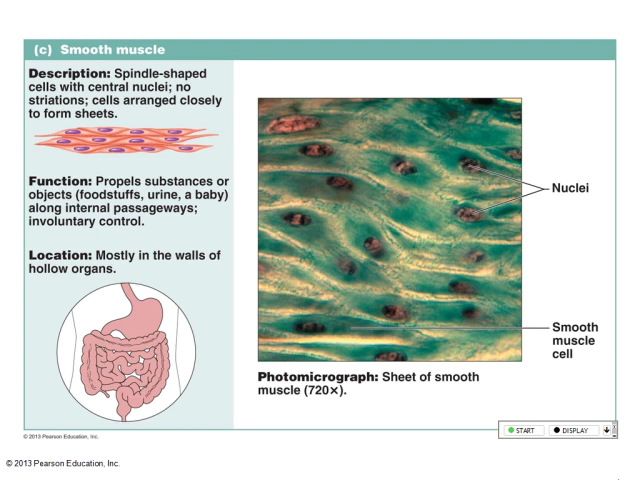 (c) Smooth muscle
Description: Spindle-shaped
cells with central nuclei; no
striations; cells arranged closely
to form sheets.
Function: Propels substances or
objects (foodstuffs, urine, a baby)
along internal passageways;
involuntary control.
Location: Mostly in the walls of
hollow organs.
Nuclei
Smooth
muscle
cell
Photomicrograph: Sheet of smooth
muscle (720×).
© 2013 Pearson Education, Inc.
START
DISPLAY
© 2013 Pearson Education, Inc.